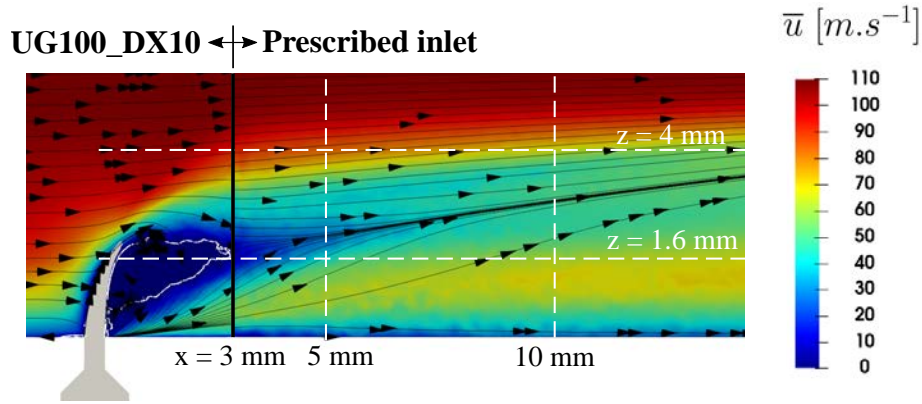 UG100_DX10 Prescribed inlet
u̅ [m.s⁻¹]
110
100
90
80
70
60
50
40
30
20
10
0
z = 4 mm
z = 1.6 mm
x = 3 mm 5 mm 10 mm